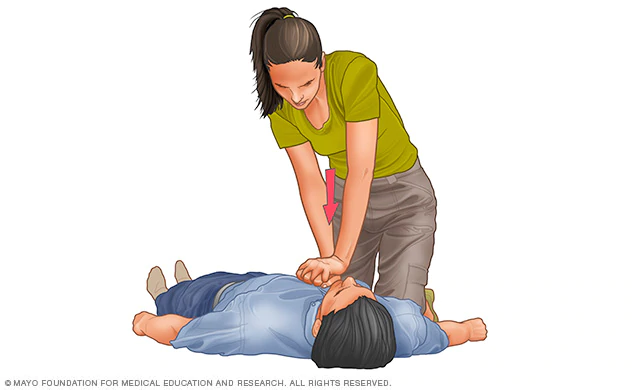 © MAYO FOUNDATION FOR MEDICAL EDUCATION AND RESEARCH. ALL RIGHTS RESERVED.